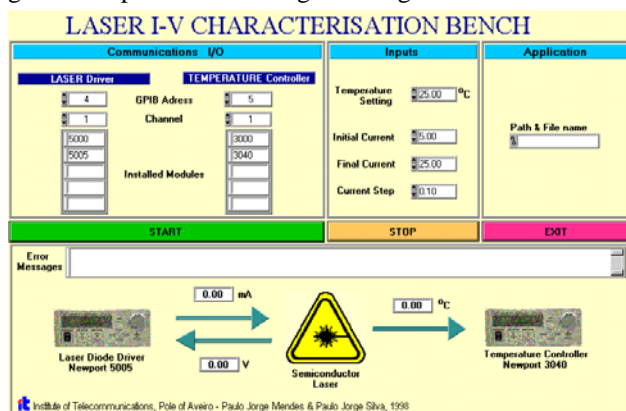 LASER I-V CHARACTERISATION BENCH
Communications I/O
Inputs
Application
LASER Driver
TEMPERATURE Controller
4 GPIB Adress 5
1 Channel 1
5000
5005
Installed Modules
3000
3040
Temperature Setting 25.00 ºC
Initial Current 5.00
Final Current 25.00
Current Step 0.10
Path & File name
%
START
STOP
EXIT
Error
Messages
0.00 mA
0.00 V
0.00 ºC
Laser Diode Driver
Newport 5005
Semiconductor
Laser
Temperature Controller
Newport 3040
it Institute of Telecommunications, Pole of Aveiro - Paulo Jorge Mendes & Paulo Jorge Silva, 1998